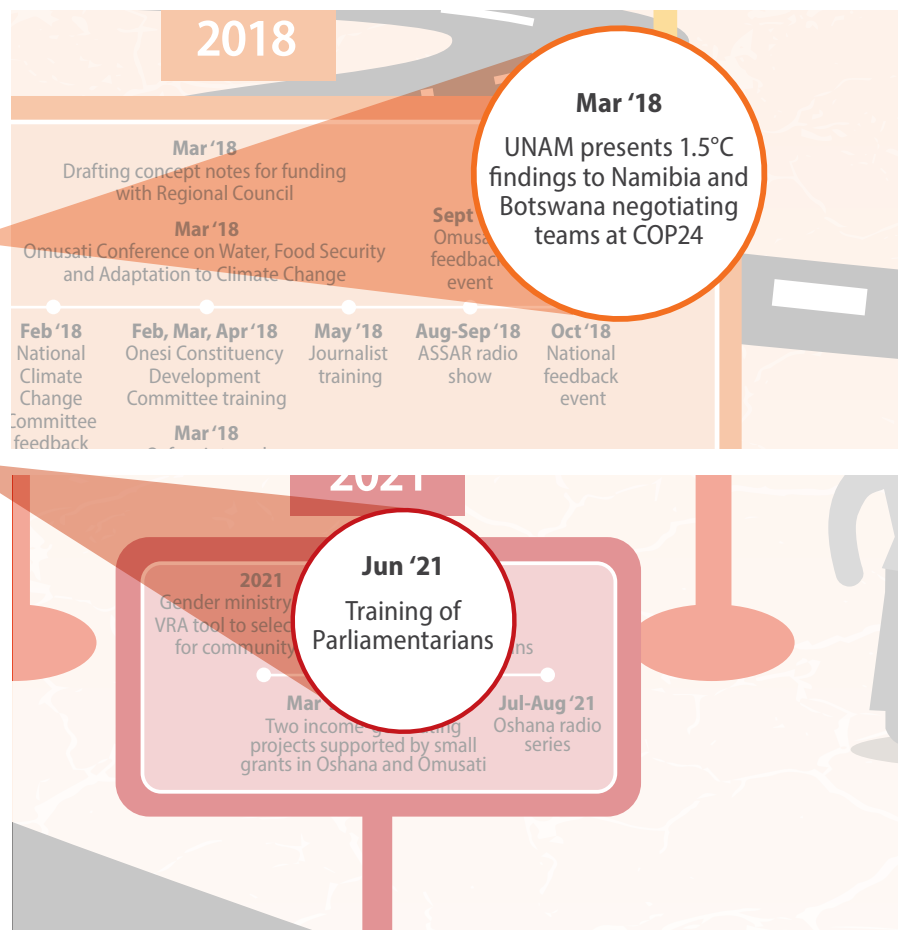 2018
Mar ‘18
UNAM presents 1.5°C
findings to Namibia and
Botswana negotiating
teams at COP24
Mar ‘18
Drafting concept notes for funding
with Regional Council
Mar ‘18
Omusati Conference on Water, Food Security
and Adaptation to Climate Change
Sept
feedback
event
Feb ‘18
National
Climate
Change
Committee
feedback
Feb, Mar, Apr ‘18
Onesi Constituency
Development
Committee training
Mar ‘18
May ‘18
Journalist
training
Aug-Sep ‘18
ASSAR radio
show
Oct ‘18
National
feedback
event
2021
Jun ‘21
Training of
Parliamentarians
2021
Gender ministry
VRA tool to select
for community
Mar
Two income
projects supported by small
grants in Oshana and Omusati
Jul-Aug ‘21
Oshana radio
series